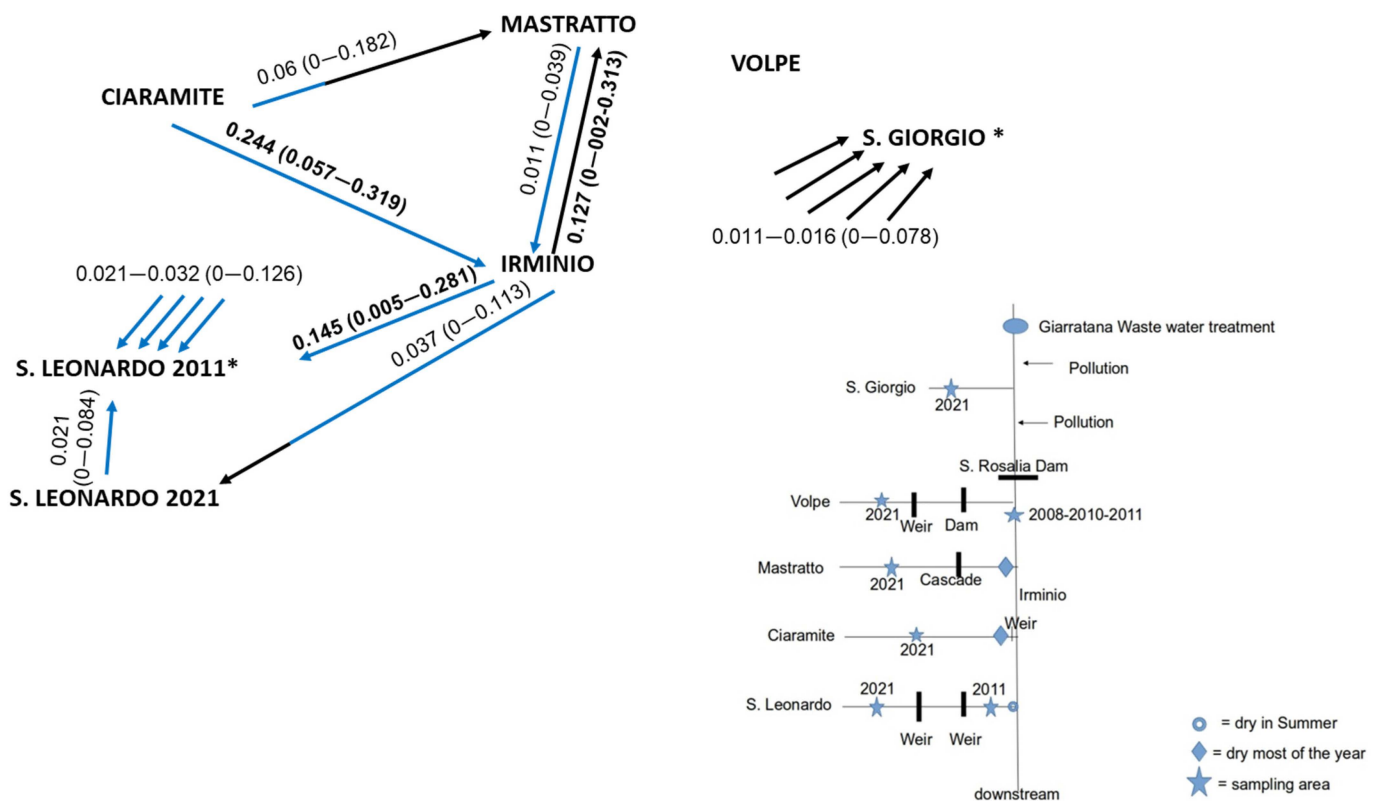 MASTRATTO
0.06 (0—0.182)
CIARAMITE
0.244 (0.057—0.319)
0.011 (0—0.039)
0.127 (0—002-0.313)
IRMINIO
0.021—0.032 (0—0.126)
0.145 (0.005—0.281)
0.037 (0—0.113)
S. LEONARDO 2011*
0.021
(0—0.084)
S. LEONARDO 2021
VOLPE
S. GIORGIO *
0.011—0.016 (0—0.078)
Giarratana Waste water treatment
Pollution
S. Giorgio
2021
Pollution
S. Rosalia Dam
Volpe
2021
Weir
Dam
2008-2010-2011
Mastratto
2021
Cascade
Irminio
Weir
Ciaramite
2021
S. Leonardo
2021
2011
Weir
Weir
downstream
= dry in Summer
= dry most of the year
= sampling area